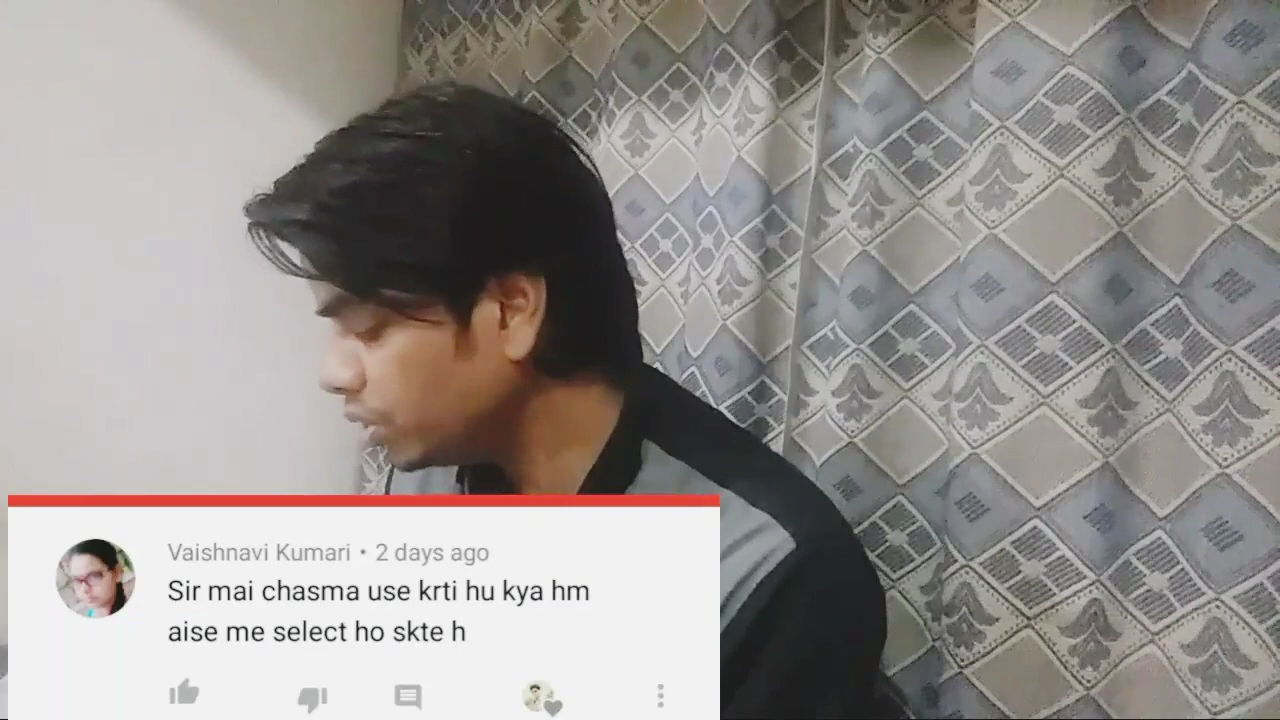 Vaishnavi Kumari • 2 days ago
Sir mai chasma use krti hu kya hm
aise me select ho skte h